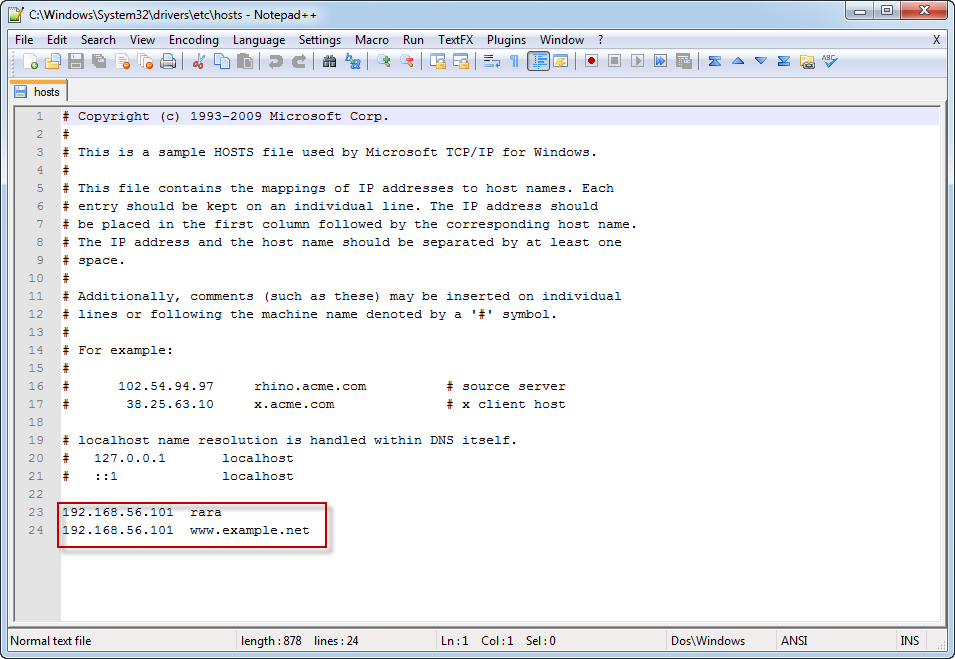 C:\Windows\System32\drivers\etc\hosts - Notepad++
File Edit Search View Encoding Language Settings Macro Run TextFX Plugins Window ? X
hosts
1 # Copyright (c) 1993-2009 Microsoft Corp.
2 #
3 # This is a sample HOSTS file used by Microsoft TCP/IP for Windows.
4 #
5 # This file contains the mappings of IP addresses to host names. Each
6 # entry should be kept on an individual line. The IP address should
7 # be placed in the first column followed by the corresponding host name.
8 # The IP address and the host name should be separated by at least one
9 # space.
10 #
11 # Additionally, comments (such as these) may be inserted on individual
12 # lines or following the machine name denoted by a '#' symbol.
13 #
14 # For example:
15 #
16 #      102.54.94.97     rhino.acme.com          # source server
17 #       38.25.63.10     x.acme.com              # x client host
18
19 # localhost name resolution is handled within DNS itself.
20 #   127.0.0.1       localhost
21 #   ::1             localhost
22
23 192.168.56.101  rara
24 192.168.56.101  www.example.net
Normal text file length : 878 lines : 24 Ln : 1 Col : 1 Sel : 0 Dos\Windows ANSI INS